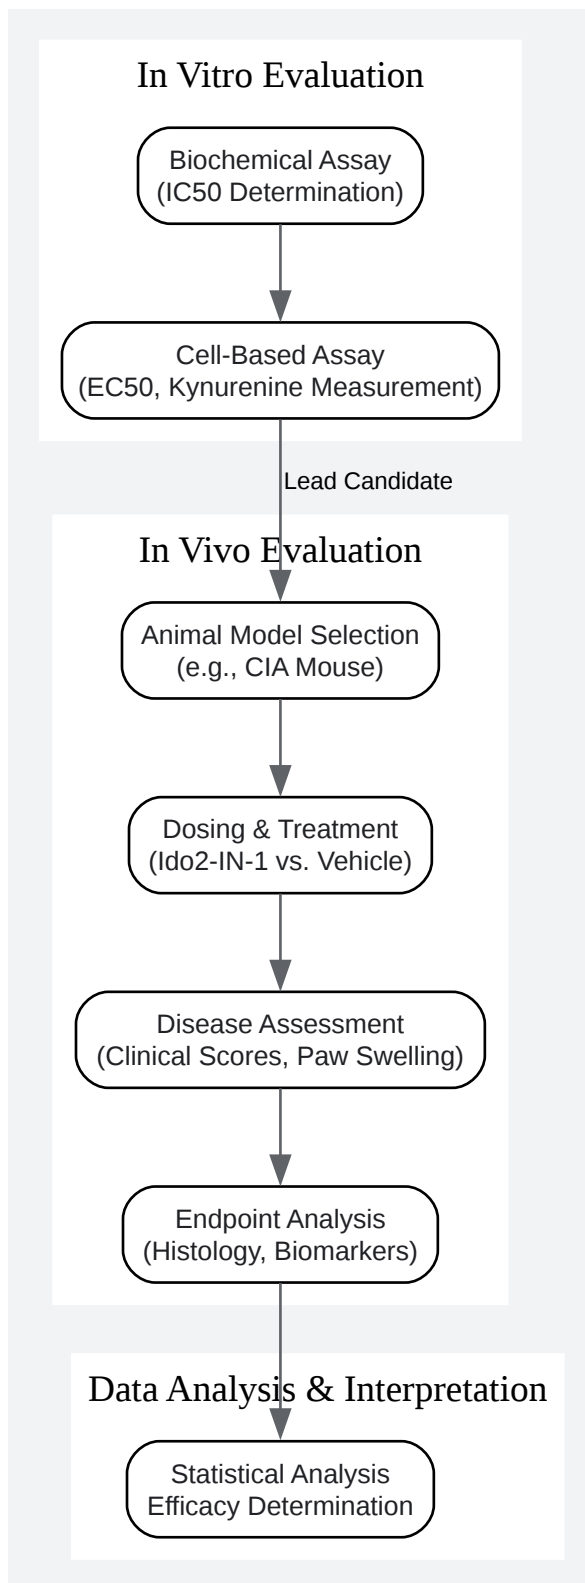 In Vitro Evaluation
Biochemical Assay
(IC50 Determination)
Cell-Based Assay
(EC50, Kynurenine Measurement)
Lead Candidate
In Vivo Evaluation
Animal Model Selection
(e.g., CIA Mouse)
Dosing & Treatment
(Ido2-IN-1 vs. Vehicle)
Disease Assessment
(Clinical Scores, Paw Swelling)
Endpoint Analysis
(Histology, Biomarkers)
Data Analysis & Interpretation
Statistical Analysis
Efficacy Determination